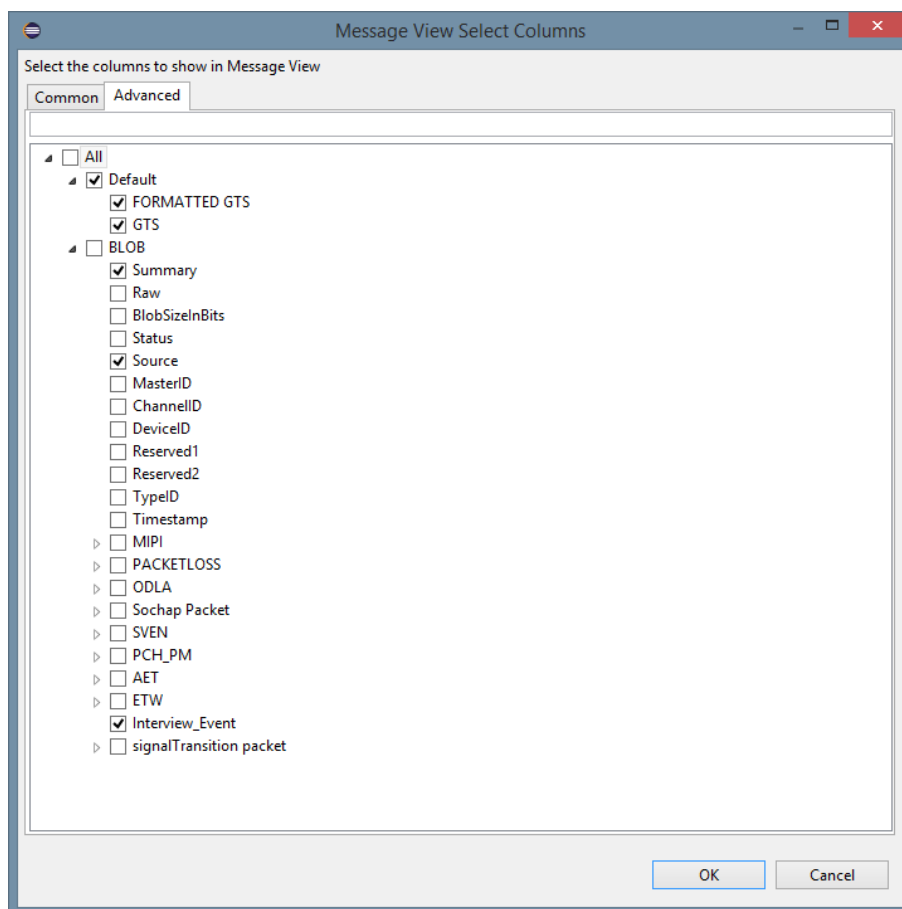 Message View Select Columns
Select the columns to show in Message View
Common Advanced
All
Default
FORMATTED GTS
GTS
BLOB
Summary
Raw
BlobSizeInBits
Status
Source
MasterID
ChannelID
DeviceID
Reserved1
Reserved2
TypeID
Timestamp
MIPI
PACKETLOSS
ODLA
Sochap Packet
SVEN
PCH_PM
AET
ETW
Interview_Event
signalTransition packet
OK Cancel